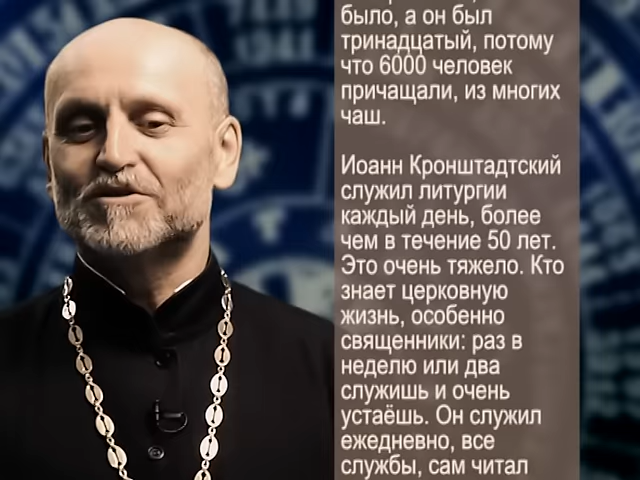 было, а он был
тринадцатый, потому
что 6000 человек
причащали, из многих
чаш.
Иоанн Кронштадтский
служил литургии
каждый день, более
чем в течение 50 лет.
Это очень тяжело. Кто
знает церковную
жизнь, особенно
священники: раз в
неделю или два
служишь и очень
устаёшь. Он служил
ежедневно, все
службы, сам читал